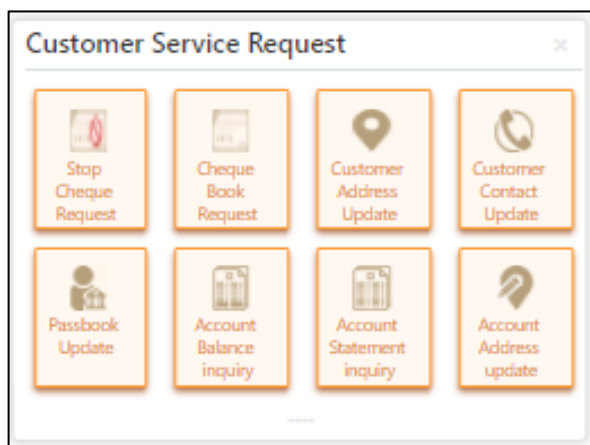 Customer Service Request
Stop
Cheque
Request
Cheque
Book
Request
Customer
Address
Update
Customer
Contact
Update
Passbook
Update
Account
Balance
inquiry
Account
Statement
inquiry
Account
Address
update